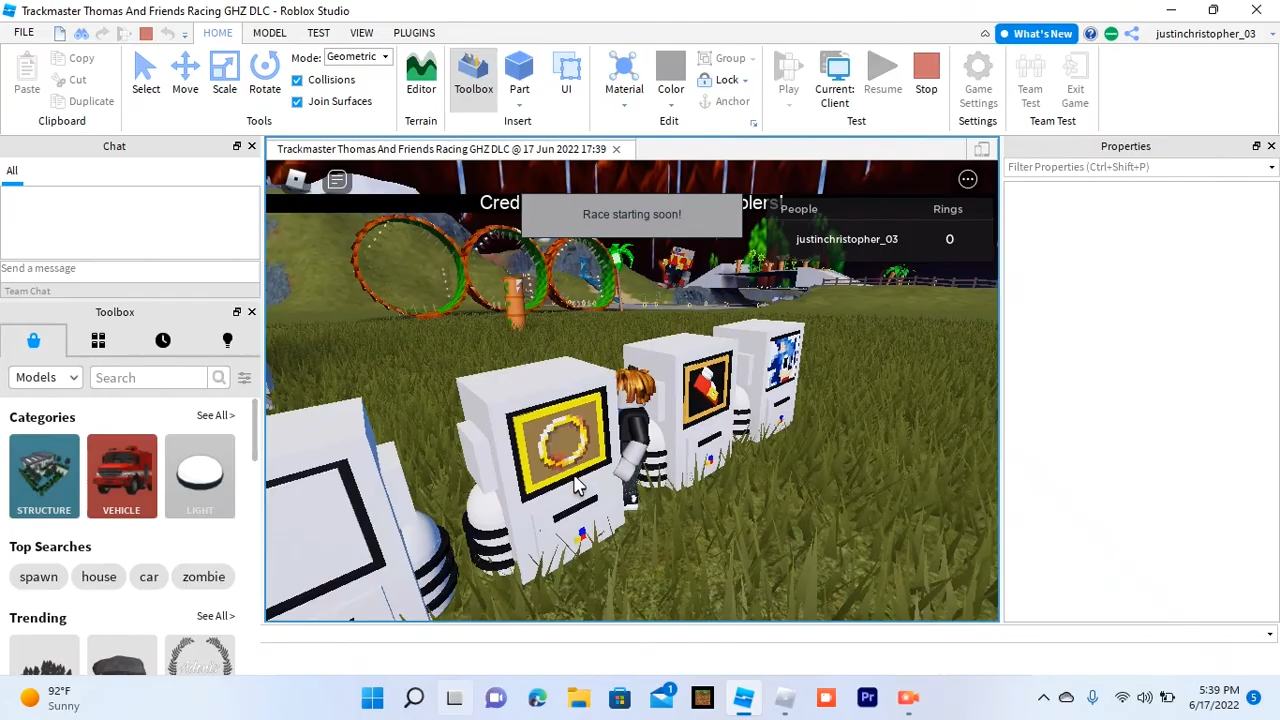 Trackmaster Thomas And Friends Racing GHZ DLC - Roblox Studio
FILE HOME MODEL TEST VIEW PLUGINS What's New justinchristopher_03
Paste Copy Cut Duplicate Clipboard
Select Move Scale Rotate Mode: Geometric Collisions Join Surfaces Tools
Editor Terrain
Toolbox Part UI Insert
Material Color Group Lock Anchor Edit
Play Current: Client Resume Stop Test
Game Settings Settings
Team Test Exit Game Team Test
Chat
All
Send a message
Team Chat
Toolbox
Models Search
Categories See All >
STRUCTURE VEHICLE LIGHT
Top Searches
spawn house car zombie
Trending See All >
Trackmaster Thomas And Friends Racing GHZ DLC @ 17 Jun 2022 17:39
Race starting soon!
People Rings
justinchristopher_03 0
Properties
Filter Properties (Ctrl+Shift+P)
92°F
Sunny
1
Pr
5:39 PM
6/17/2022
5